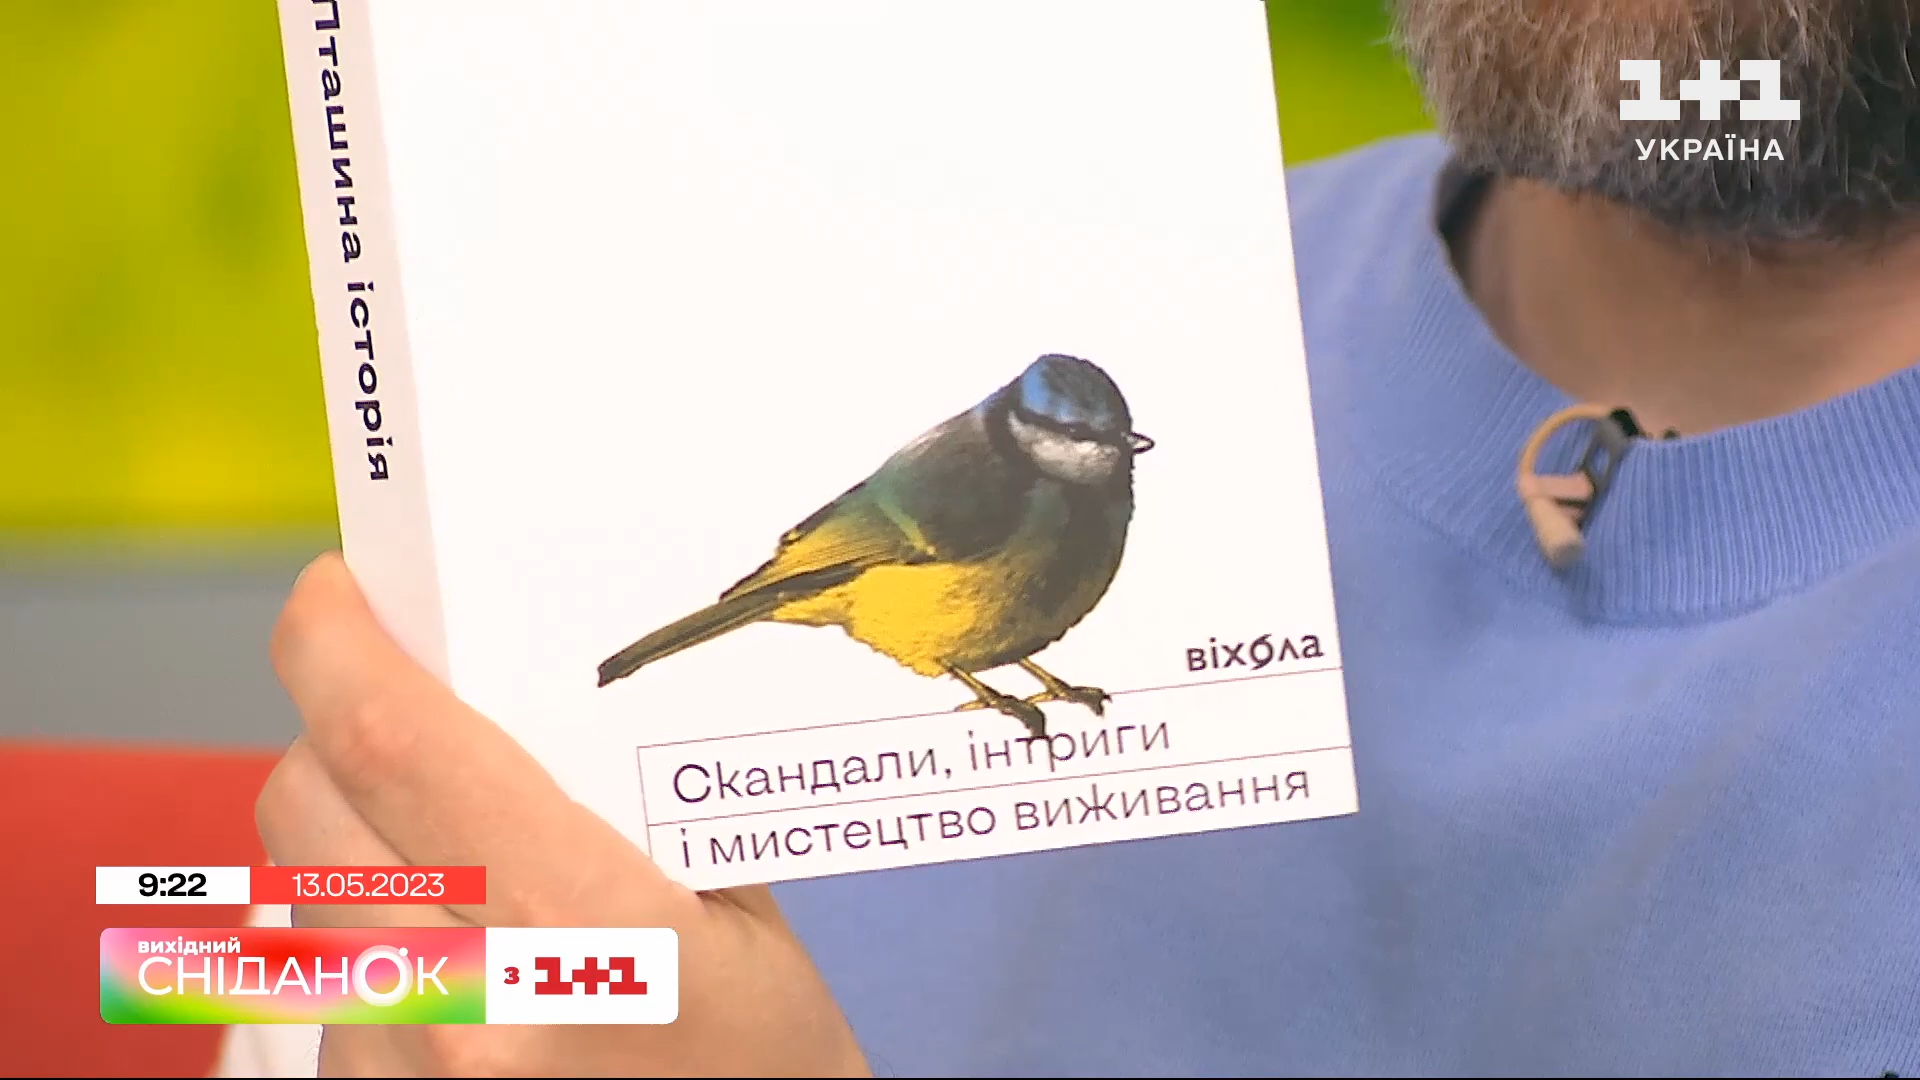 Пташина історія
1+1
УКРАЇНА
віхола
Скандали, інтриги
і мистецтво виживання
9:22 13.05.2023
вихідний
СНІДАНОК
з 1+1